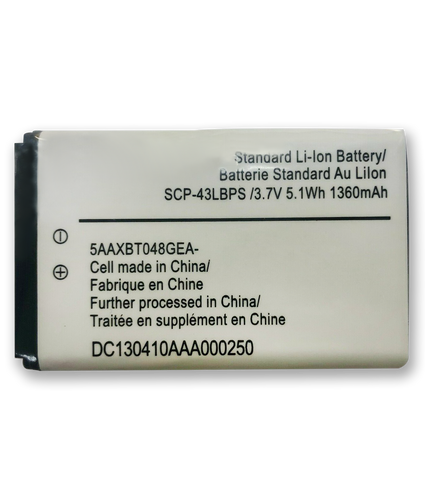 Standard Li-Ion Battery/
Batterie Standard Au LiIon
SCP-43LBPS /3.7V 5.1Wh 1360mAh
⊖
5AAXBT048GEA-
⊕
Cell made in China/
Fabrique en Chine
Further processed in China/
Traitée en supplément en Chine
DC130410AAA000250